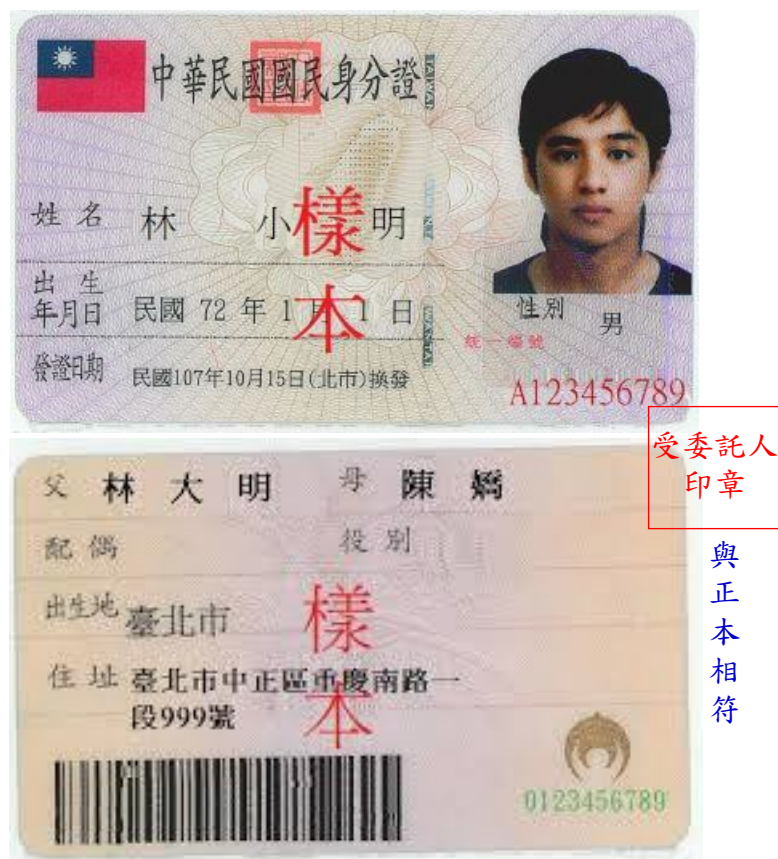 中華民國國民身分證
TAIWAN
姓名 林小明
樣本
出生年月日 民國 72 年 1 月 1 日
發證日期 民國107年10月15日(北市)換發
性別 男
統一編號
A123456789
父 林大明 母 陳嬌
配偶 役別
出生地 臺北市
樣本
住址 臺北市中正區重慶南路一
段999號
0123456789
受委託人
印章
與正本相符